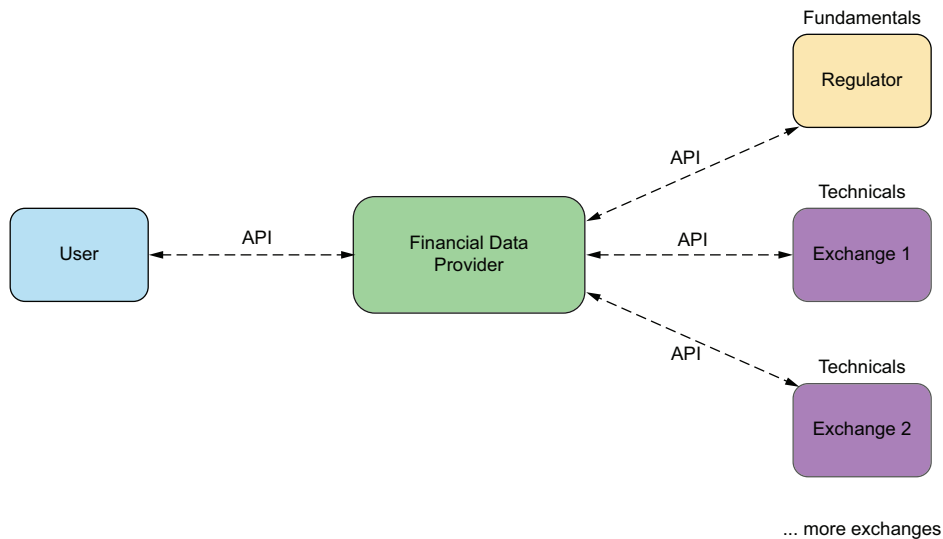 Fundamentals
Regulator
API
Technicals
User
API
Financial Data
Provider
API
Exchange 1
API
Technicals
Exchange 2
... more exchanges